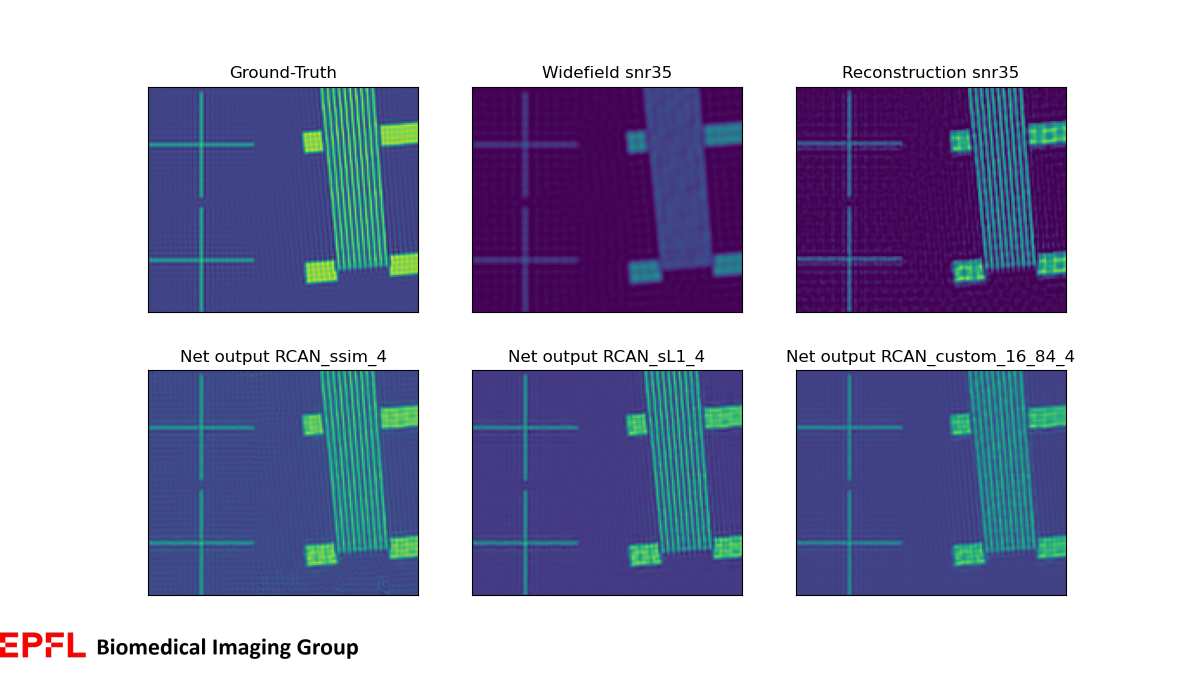 Ground-Truth
Widefield snr35
Reconstruction snr35
Net output RCAN_ssim_4
Net output RCAN_sL1_4
Net output RCAN_custom_16_84_4
EPFL Biomedical Imaging Group